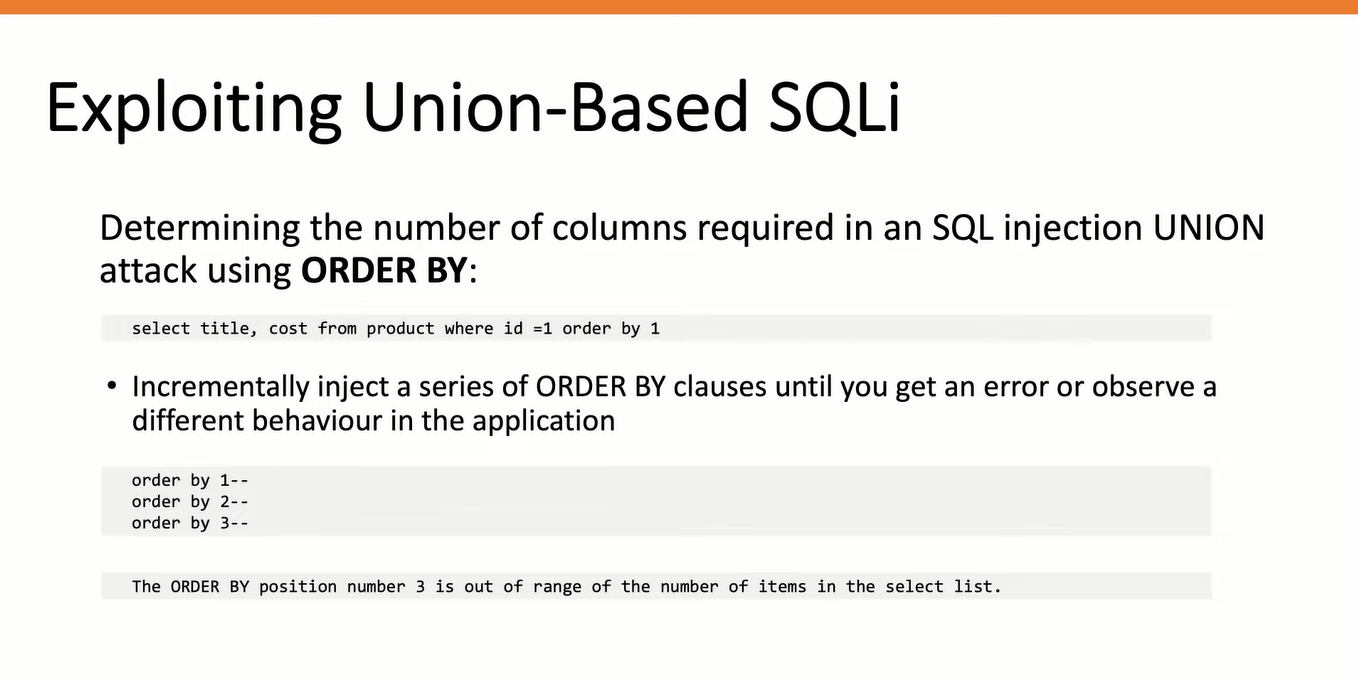 Exploiting Union-Based SQLi
Determining the number of columns required in an SQL injection UNION
attack using ORDER BY:
select title, cost from product where id =1 order by 1
• Incrementally inject a series of ORDER BY clauses until you get an error or observe a
different behaviour in the application
order by 1--
order by 2--
order by 3--
The ORDER BY position number 3 is out of range of the number of items in the select list.